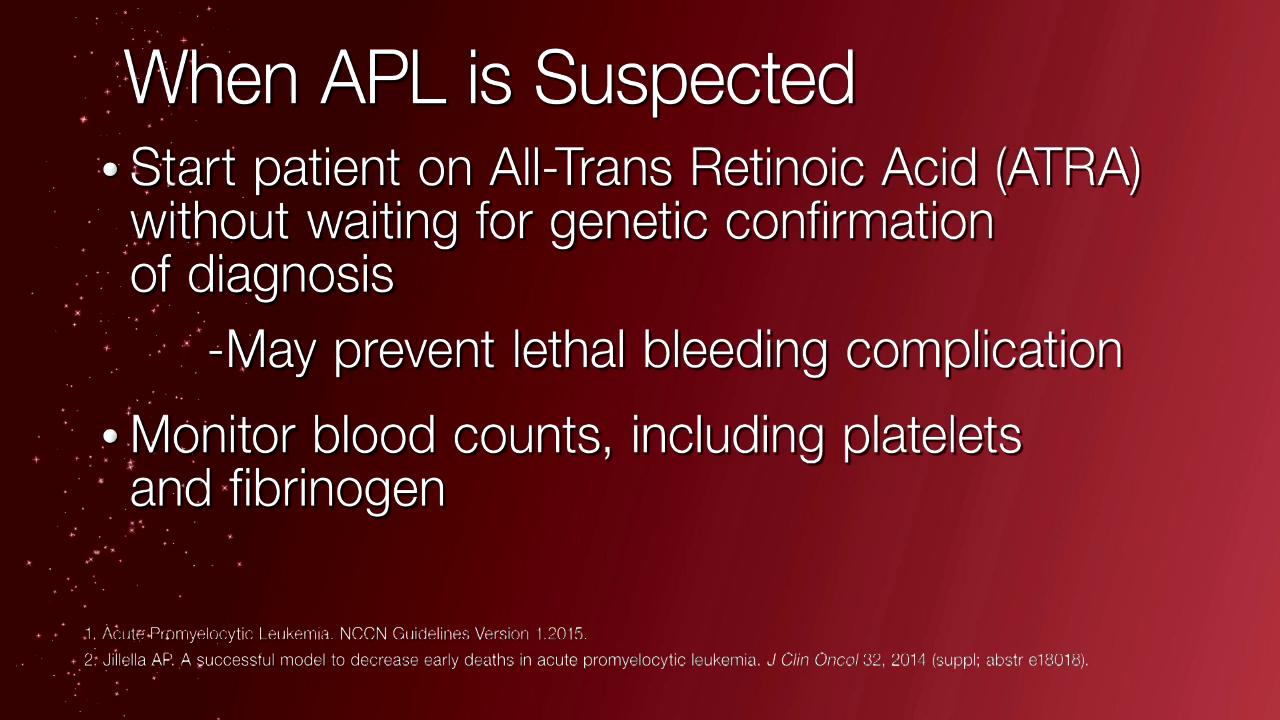 When APL is Suspected
• Start patient on All-Trans Retinoic Acid (ATRA)
without waiting for genetic confirmation
of diagnosis
-May prevent lethal bleeding complication
• Monitor blood counts, including platelets
and fibrinogen
1. Acute Promyelocytic Leukemia. NCCN Guidelines Version 1.2015.
2. Jillella AP. A successful model to decrease early deaths in acute promyelocytic leukemia. J Clin Oncol 32, 2014 (suppl; abstr e18018).